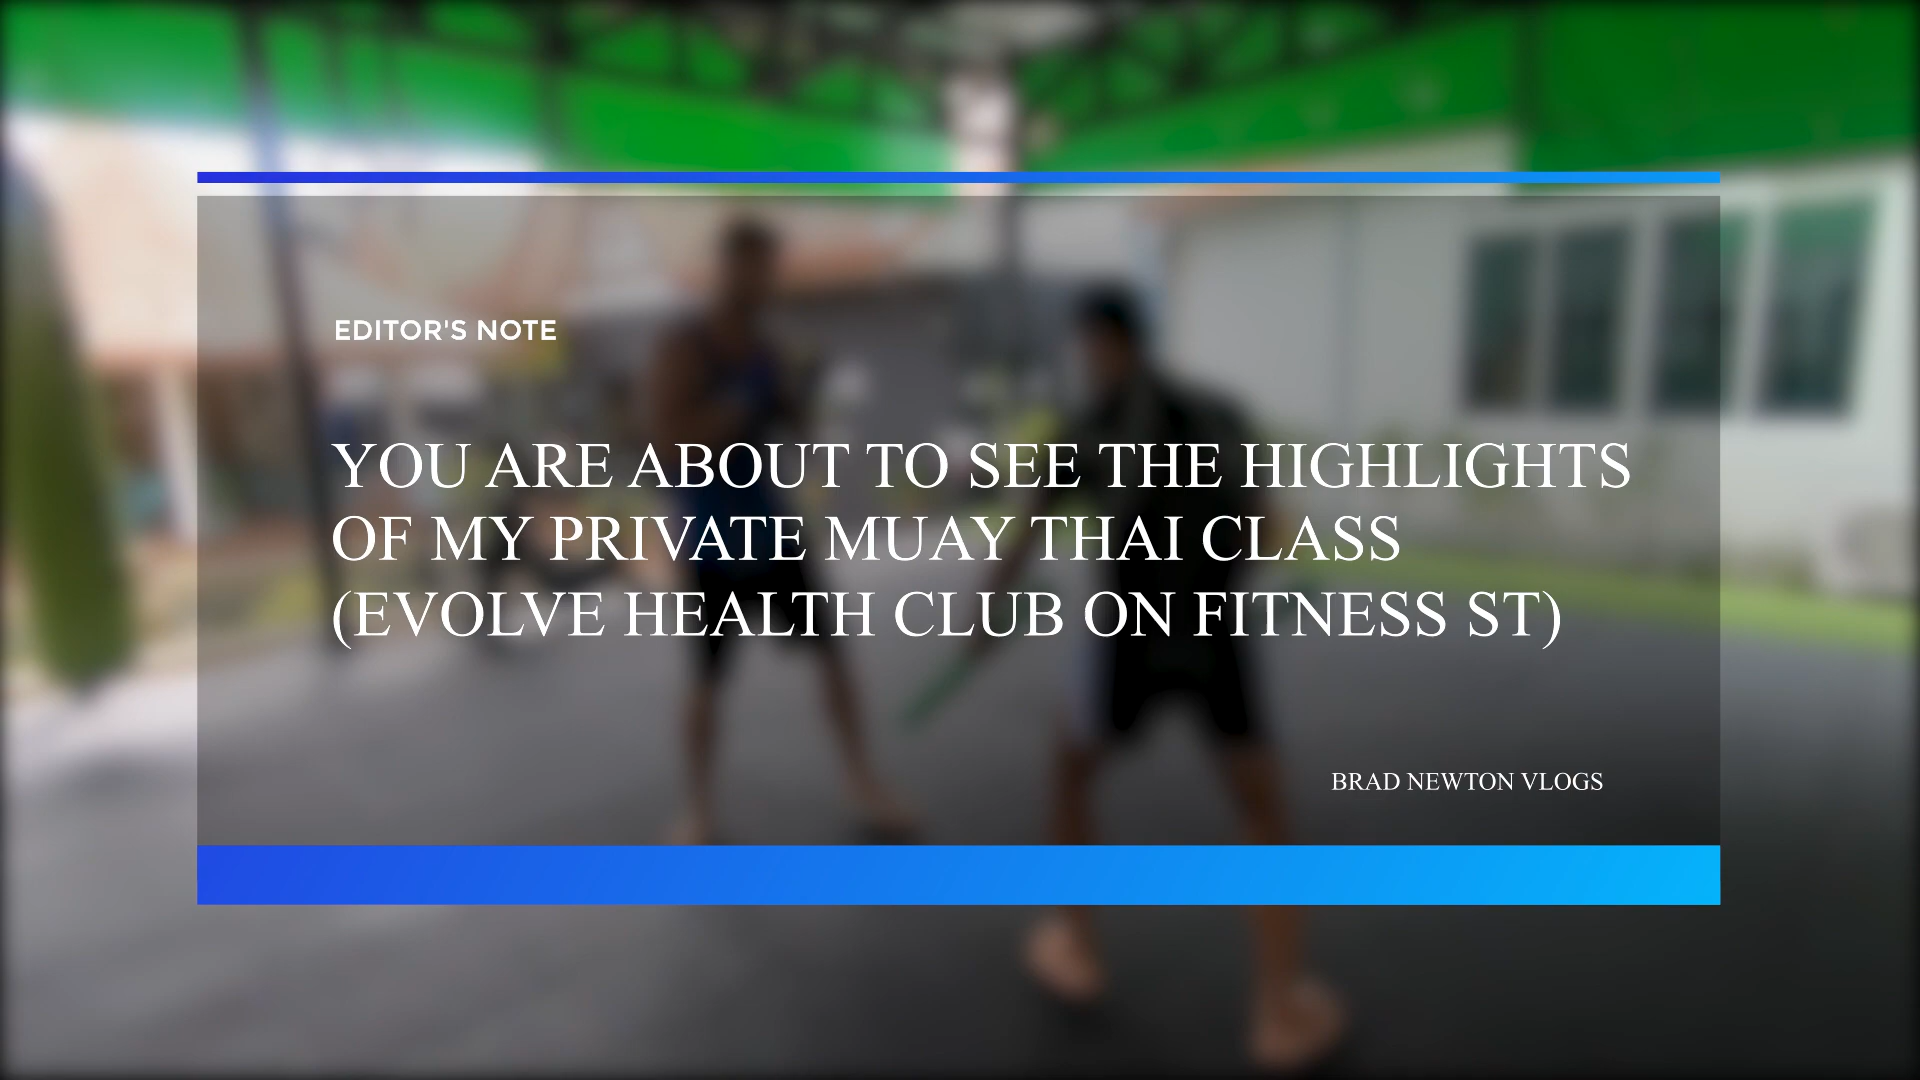 EDITOR'S NOTE
YOU ARE ABOUT TO SEE THE HIGHLIGHTS
OF MY PRIVATE MUAY THAI CLASS
(EVOLVE HEALTH CLUB ON FITNESS ST)
BRAD NEWTON VLOGS